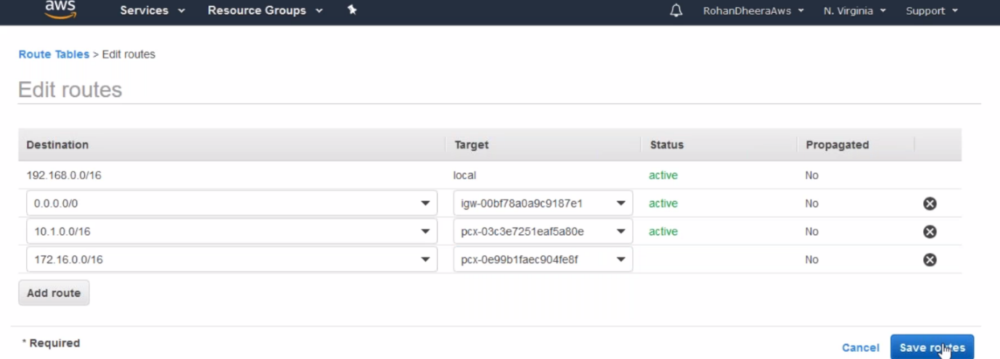 aws Services Resource Groups RohanDheeraAws N. Virginia Support
Route Tables > Edit routes
Edit routes
Destination Target Status Propagated
192.168.0.0/16 local active No
0.0.0.0/0 igw-00bf78a0a9c9187e1 active No
10.1.0.0/16 pcx-03c3e7251eaf5a80e active No
172.16.0.0/16 pcx-0e99b1faec904fe8f No
Add route
* Required
Cancel Save routes